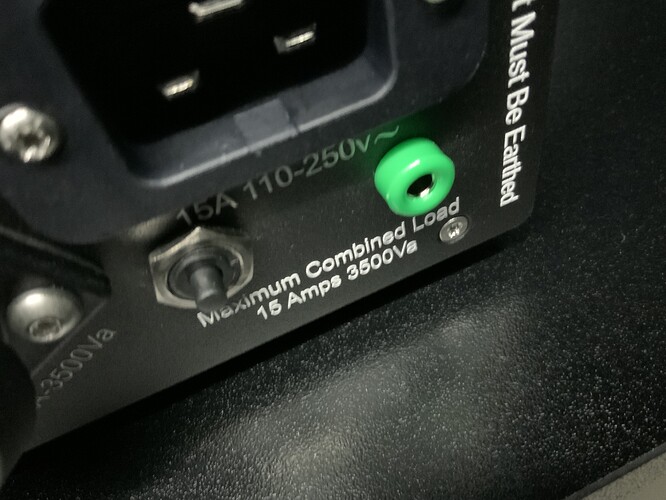 t Must Be Earthed
15A 110-250v~
Maximum Combined Load
15 Amps 3500Va
-3500Va